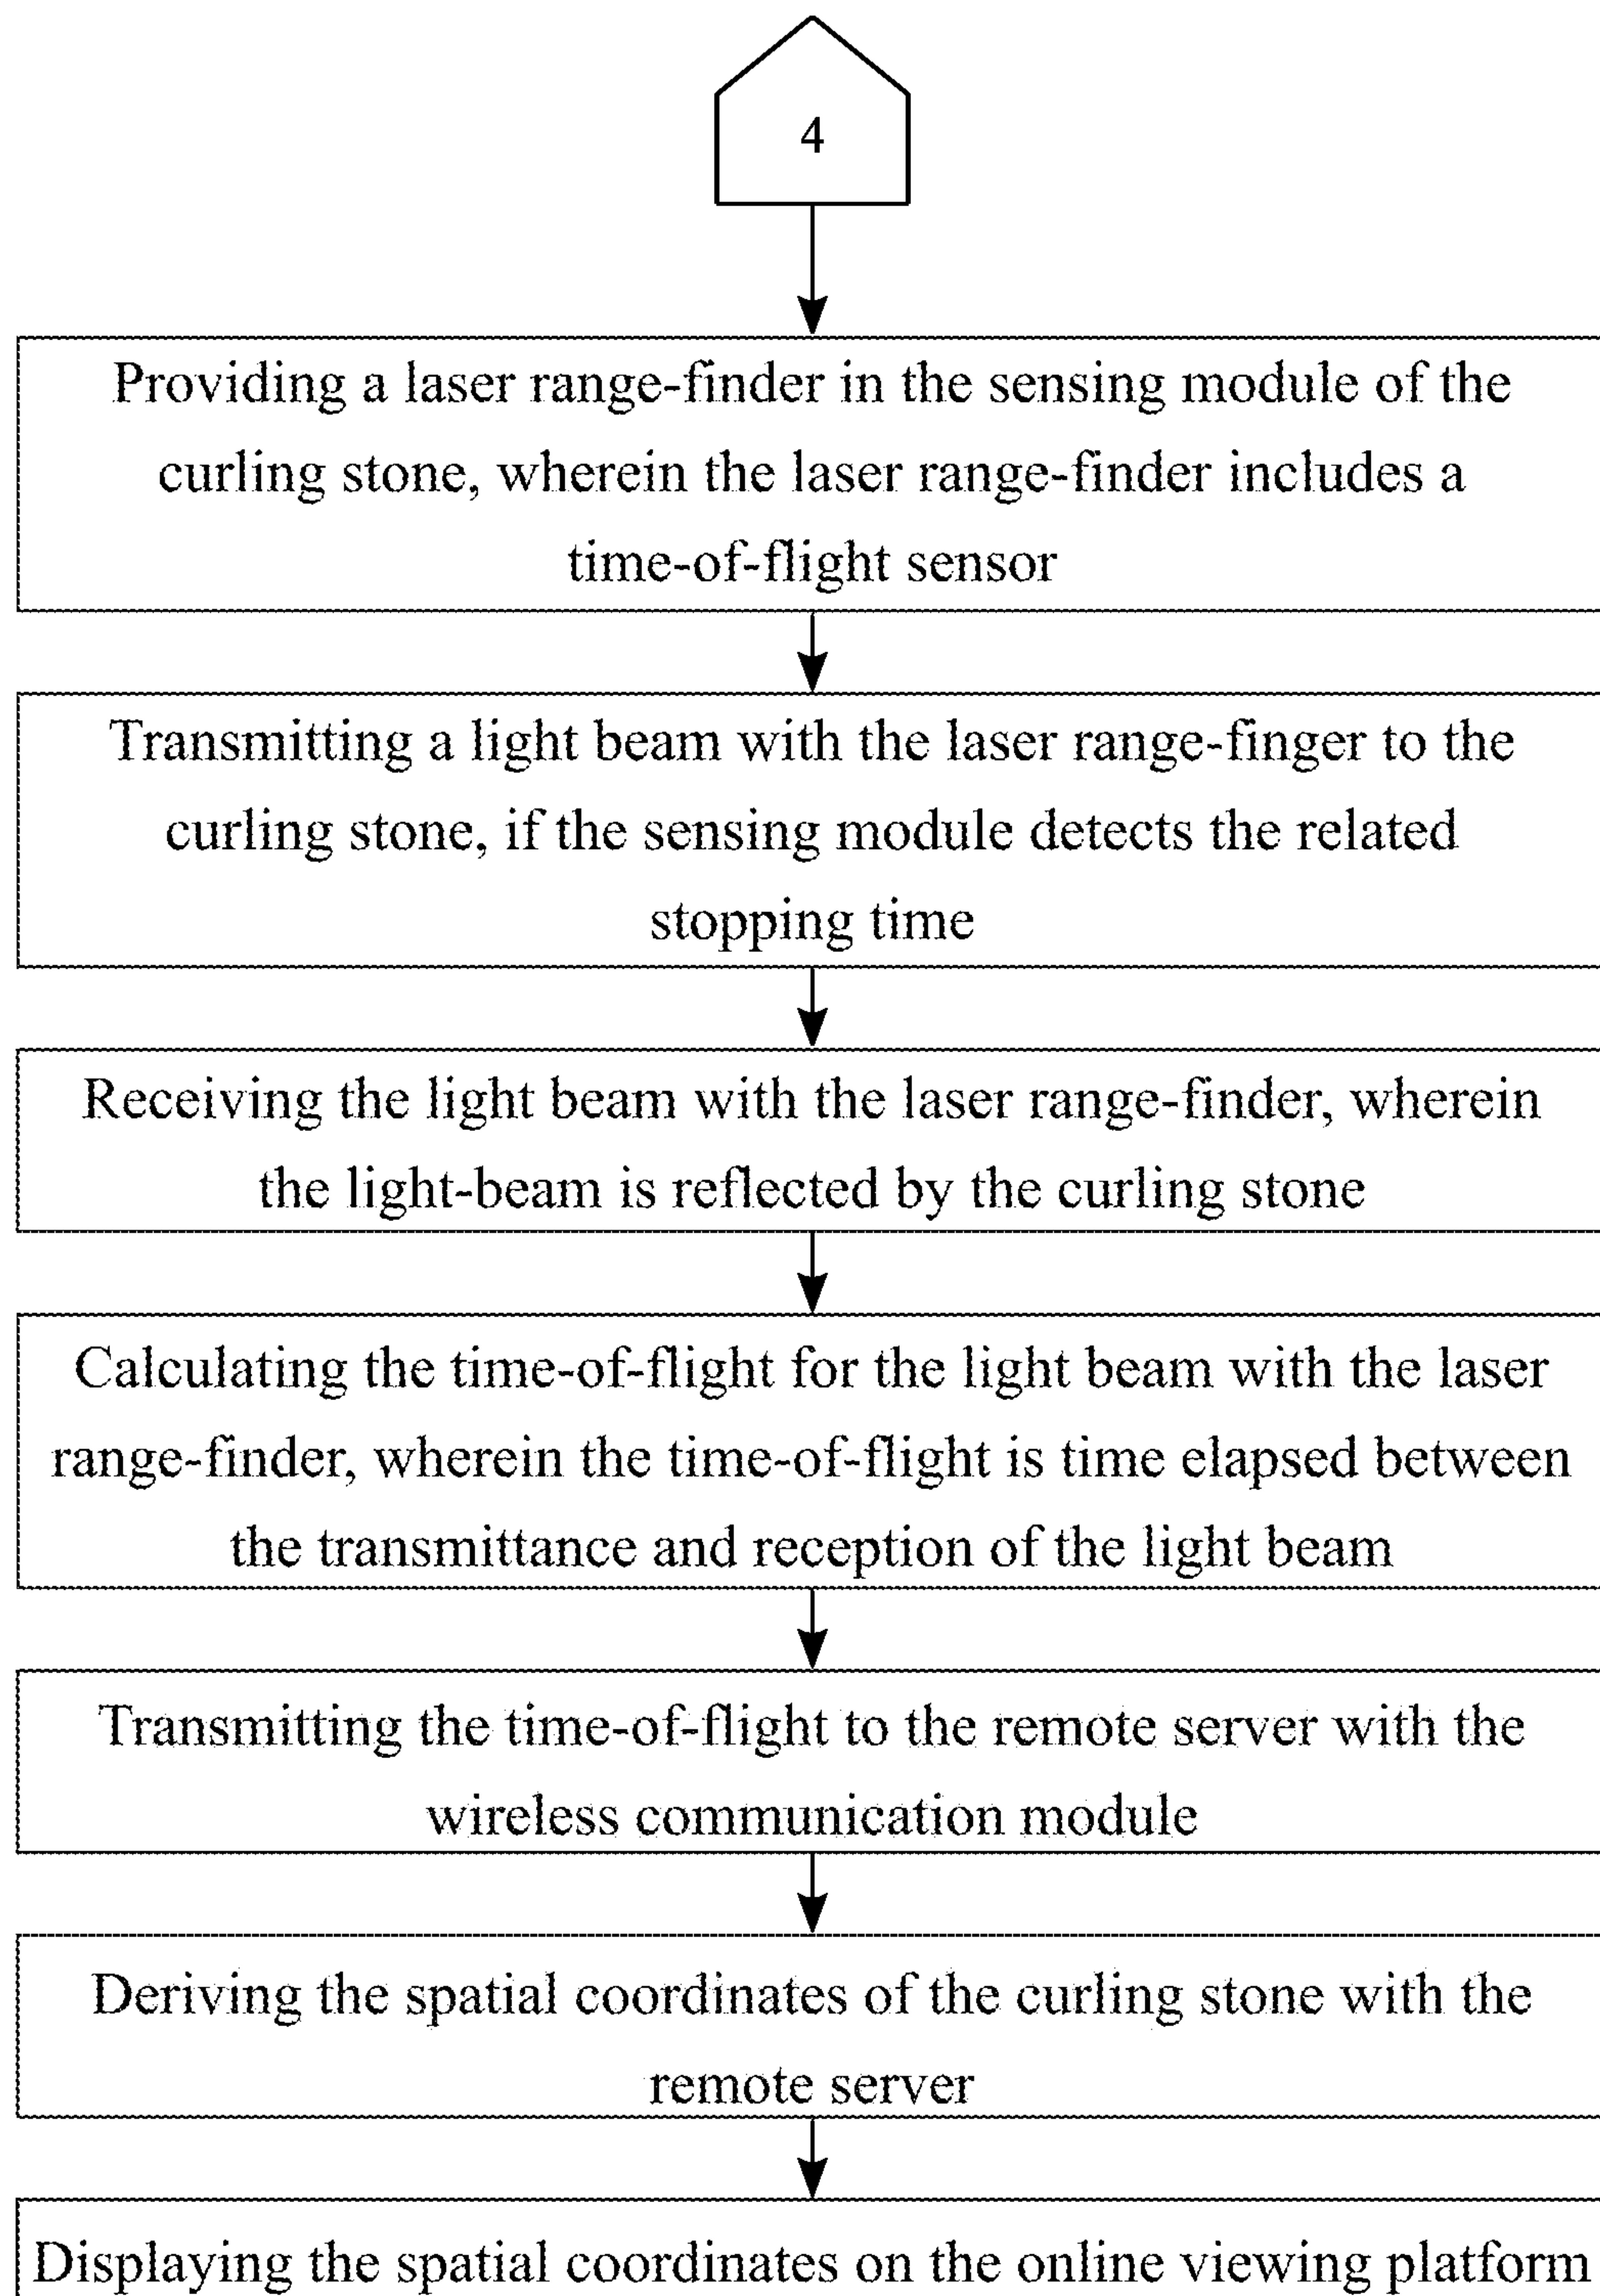 4
Providing a laser range-finder in the sensing module of the
curling stone, wherein the laser range-finder includes a
time-of-flight sensor
Transmitting a light beam with the laser range-finger to the
curling stone, if the sensing module detects the related
stopping time
Receiving the light beam with the laser range-finder, wherein
the light-beam is reflected by the curling stone
Calculating the time-of-flight for the light beam with the laser
range-finder, wherein the time-of-flight is time elapsed between
the transmittance and reception of the light beam
Transmitting the time-of-flight to the remote server with the
wireless communication module
Deriving the spatial coordinates of the curling stone with the
remote server
Displaying the spatial coordinates on the online viewing platform